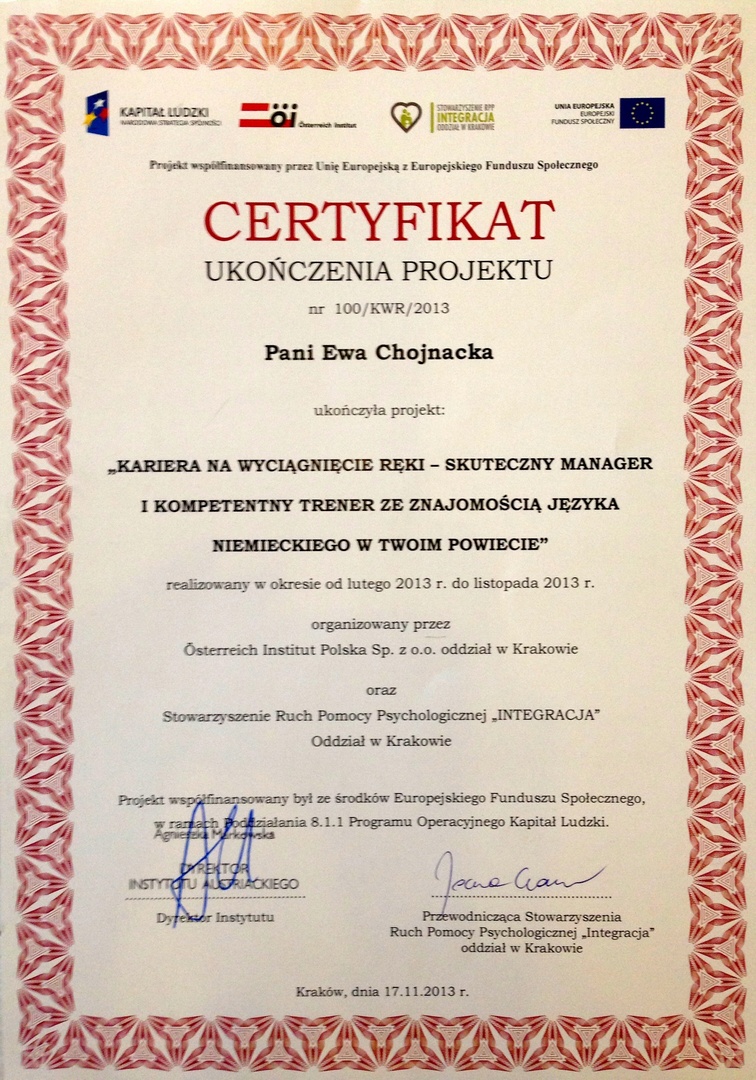 KAPITAŁ LUDZKI
NARODOWA STRATEGIA SPÓJNOŚCI
öi Österreich Institut
STOWARZYSZENIE RPP
INTEGRACJA
ODDZIAŁ W KRAKOWIE
UNIA EUROPEJSKA
EUROPEJSKI
FUNDUSZ SPOŁECZNY
Projekt współfinansowany przez Unię Europejską z Europejskiego Funduszu Społecznego
CERTYFIKAT
UKOŃCZENIA PROJEKTU
nr 100/KWR/2013
Pani Ewa Chojnacka
ukończyła projekt:
„KARIERA NA WYCIĄGNIĘCIE RĘKI – SKUTECZNY MANAGER
I KOMPETENTNY TRENER ZE ZNAJOMOŚCIĄ JĘZYKA
NIEMIECKIEGO W TWOIM POWIECIE”
realizowany w okresie od lutego 2013 r. do listopada 2013 r.
organizowany przez
Österreich Institut Polska Sp. z o.o. oddział w Krakowie
oraz
Stowarzyszenie Ruch Pomocy Psychologicznej „INTEGRACJA”
Oddział w Krakowie
Projekt współfinansowany był ze środków Europejskiego Funduszu Społecznego,
w ramach Poddziałania 8.1.1 Programu Operacyjnego Kapitał Ludzki.
Agnieszka Markowska
DYREKTOR
INSTYTUTU AUSTRIACKIEGO
Dyrektor Instytutu
Przewodnicząca Stowarzyszenia
Ruch Pomocy Psychologicznej „Integracja”
oddział w Krakowie
Kraków, dnia 17.11.2013 r.